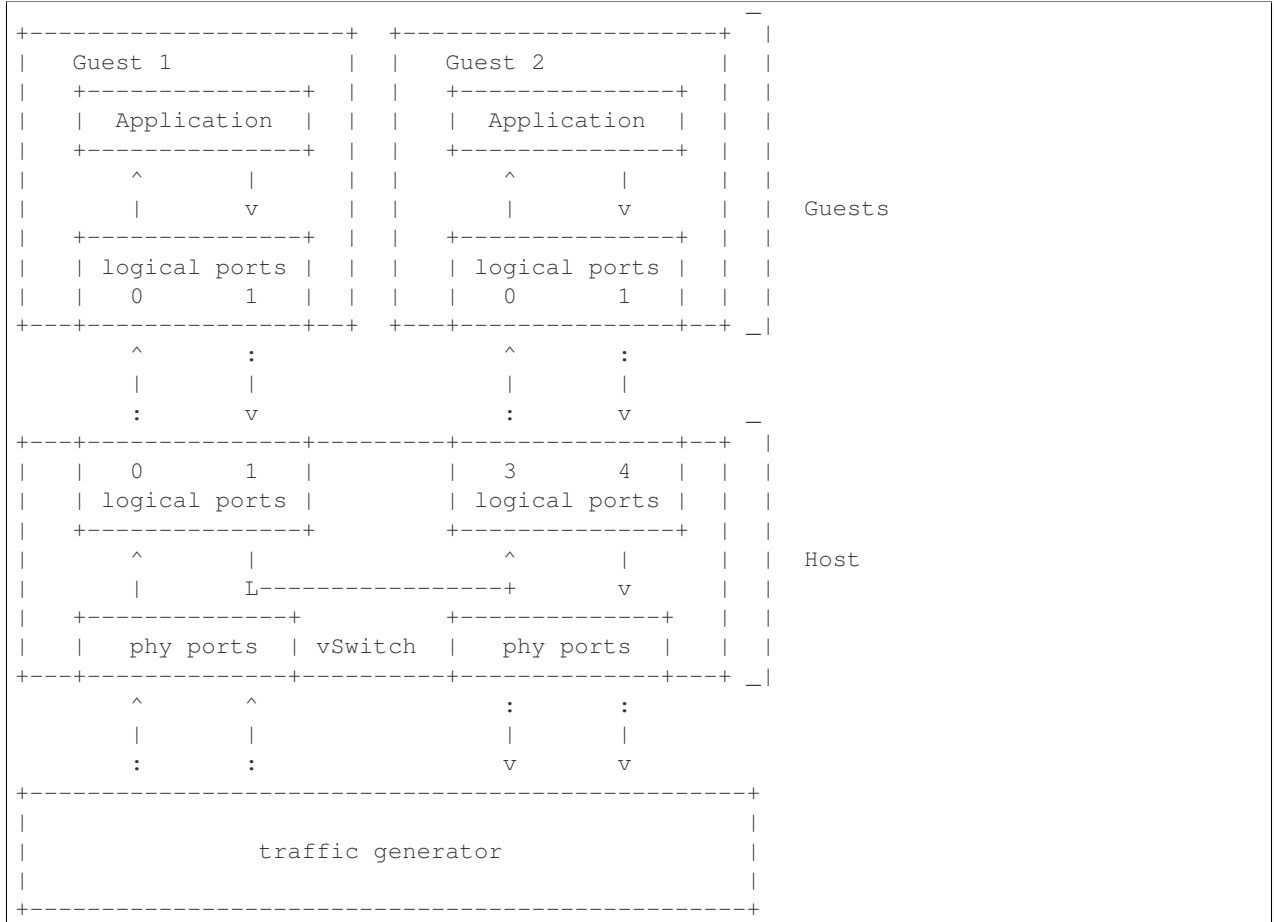 Guest 1 Guest 2
Application Application
Guests
logical ports logical ports
0 1 0 1
0 1 3 4
logical ports logical ports
Host
phy ports vSwitch phy ports
traffic generator